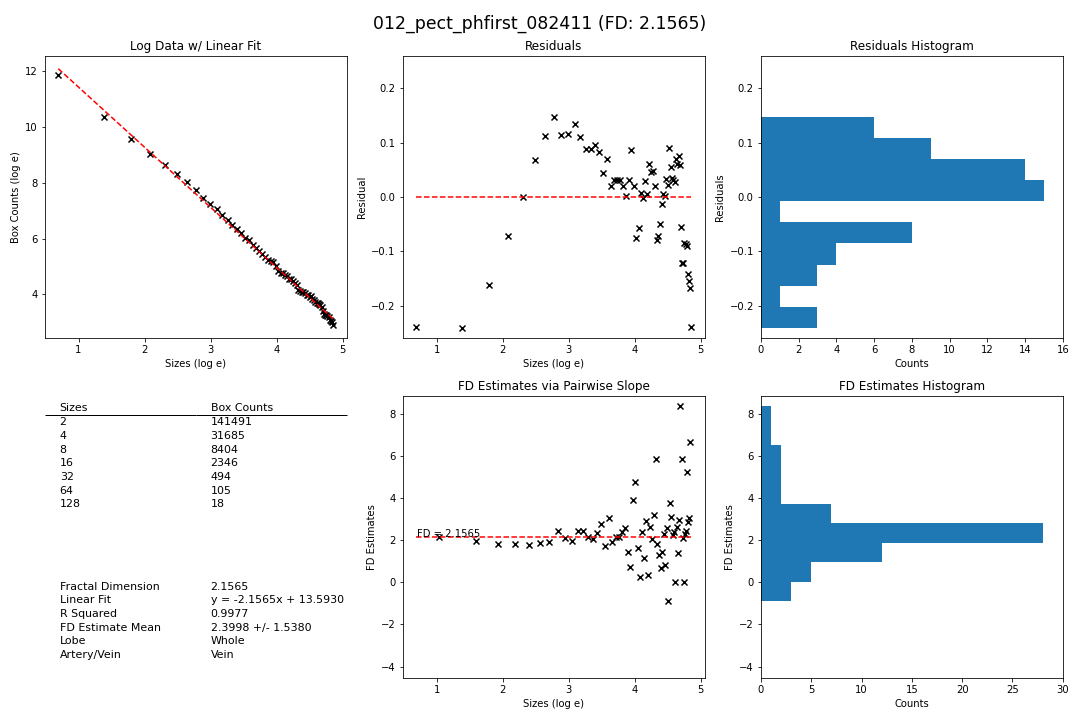 012_pect_phfirst_082411 (FD: 2.1565)
Log Data w/ Linear Fit
Box Counts (log e)
12
10
8
6
4
1 2 3 4 5
Sizes (log e)
Residuals
Residual
0.2
0.1
0.0
−0.1
−0.2
1 2 3 4 5
Sizes (log e)
Residuals Histogram
Residuals
0.2
0.1
0.0
−0.1
−0.2
0 2 4 6 8 10 12 14 16
Counts
Sizes Box Counts
2 141491
4 31685
8 8404
16 2346
32 494
64 105
128 18
Fractal Dimension 2.1565
Linear Fit y = -2.1565x + 13.5930
R Squared 0.9977
FD Estimate Mean 2.3998 +/- 1.5380
Lobe Whole
Artery/Vein Vein
FD Estimates via Pairwise Slope
FD Estimates
8
6
4
2
0
−2
−4
FD = 2.1565
1 2 3 4 5
Sizes (log e)
FD Estimates Histogram
FD Estimates
8
6
4
2
0
−2
−4
0 5 10 15 20 25 30
Counts